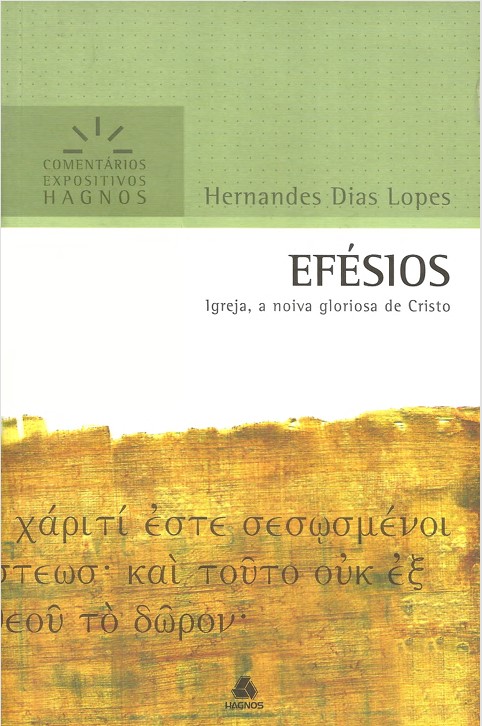 COMENTÁRIOS
EXPOSITIVOS
HAGNOS
Hernandes Dias Lopes
EFÉSIOS
Igreja, a noiva gloriosa de Cristo
χάριτί ἐστε σεσῳσμένοι
στεωσ· καὶ τοῦτο οὐκ ἐξ
θεοῦ τὸ δῶρον·
HAGNOS